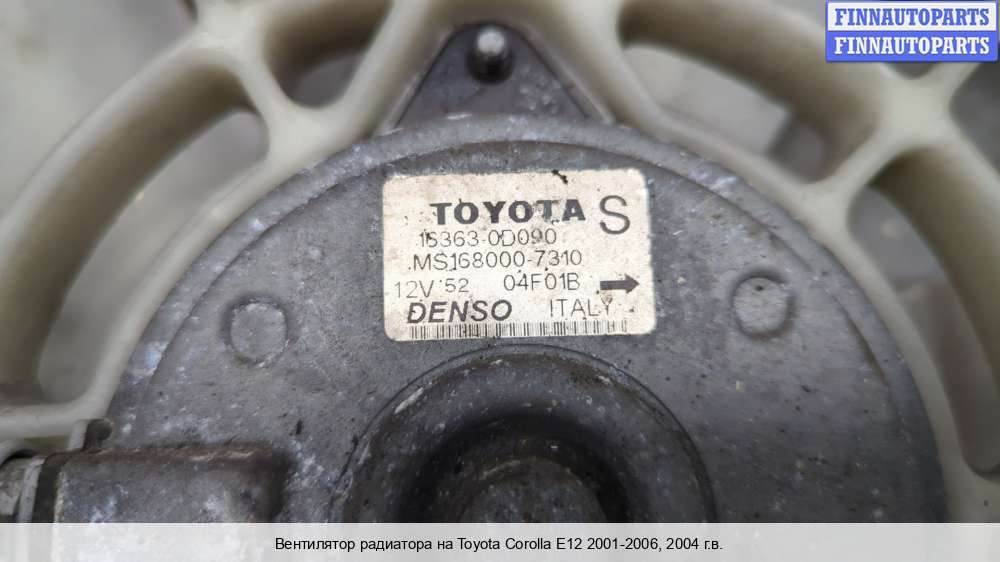 FINNAUTOPARTS
FINNAUTOPARTS
TOYOTA S
16363-0D090
MS168000-7310
12V 52 04F01B
DENSO ITALY
Вентилятор радиатора на Toyota Corolla E12 2001-2006, 2004 г.в.